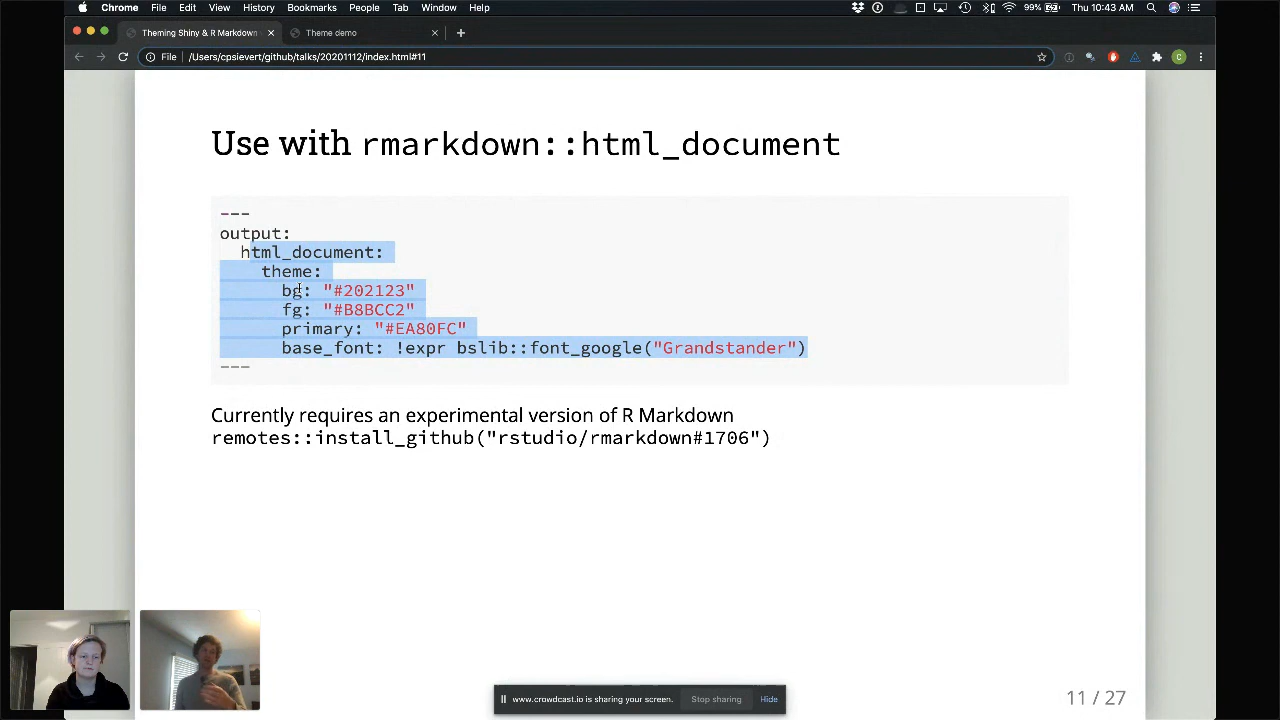 Chrome File Edit View History Bookmarks People Tab Window Help 99% Thu 10:43 AM
Theming Shiny & R Markdown Theme demo
File /Users/cpsievert/github/talks/20201112/index.html#11
Use with rmarkdown::html_document
---
output:
  html_document:
    theme:
      bg: "#202123"
      fg: "#B8BCC2"
      primary: "#EA80FC"
      base_font: !expr bslib::font_google("Grandstander")
---
Currently requires an experimental version of R Markdown
remotes::install_github("rstudio/rmarkdown#1706")
www.crowdcast.io is sharing your screen. Stop sharing Hide
11 / 27